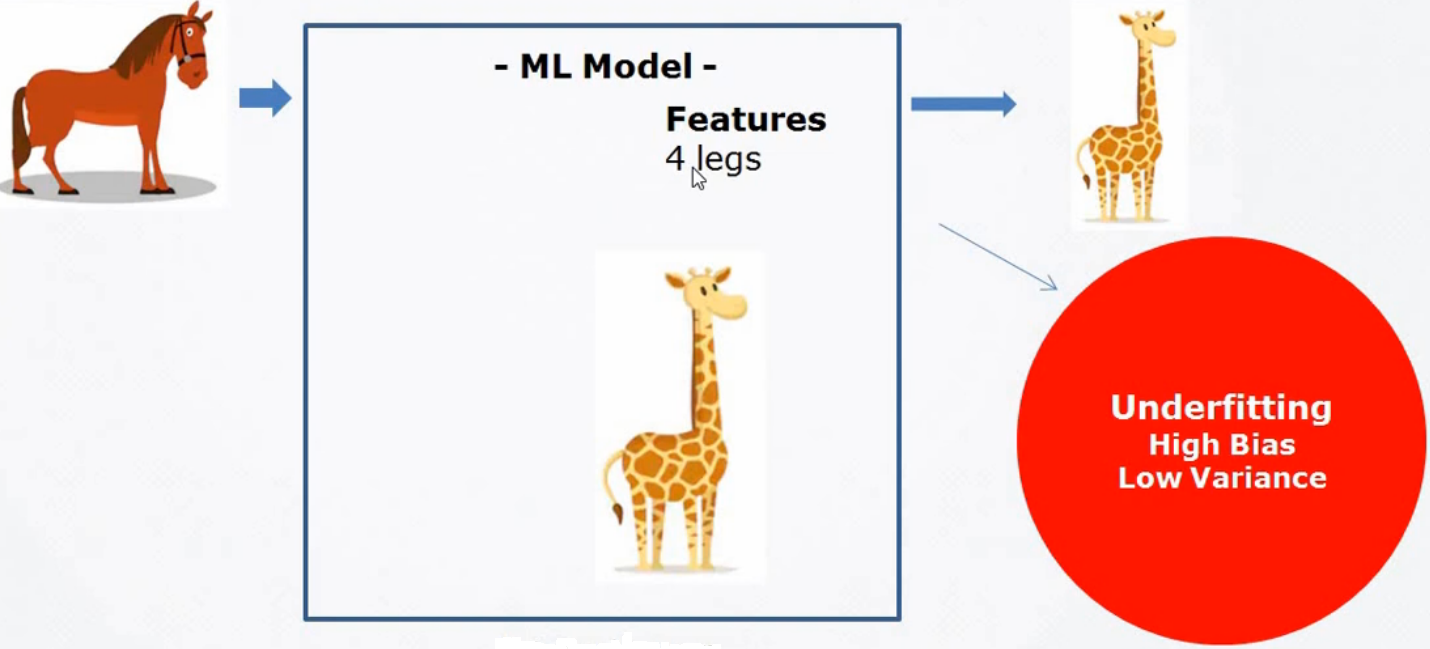 - ML Model -
Features
4 legs
Underfitting
High Bias
Low Variance